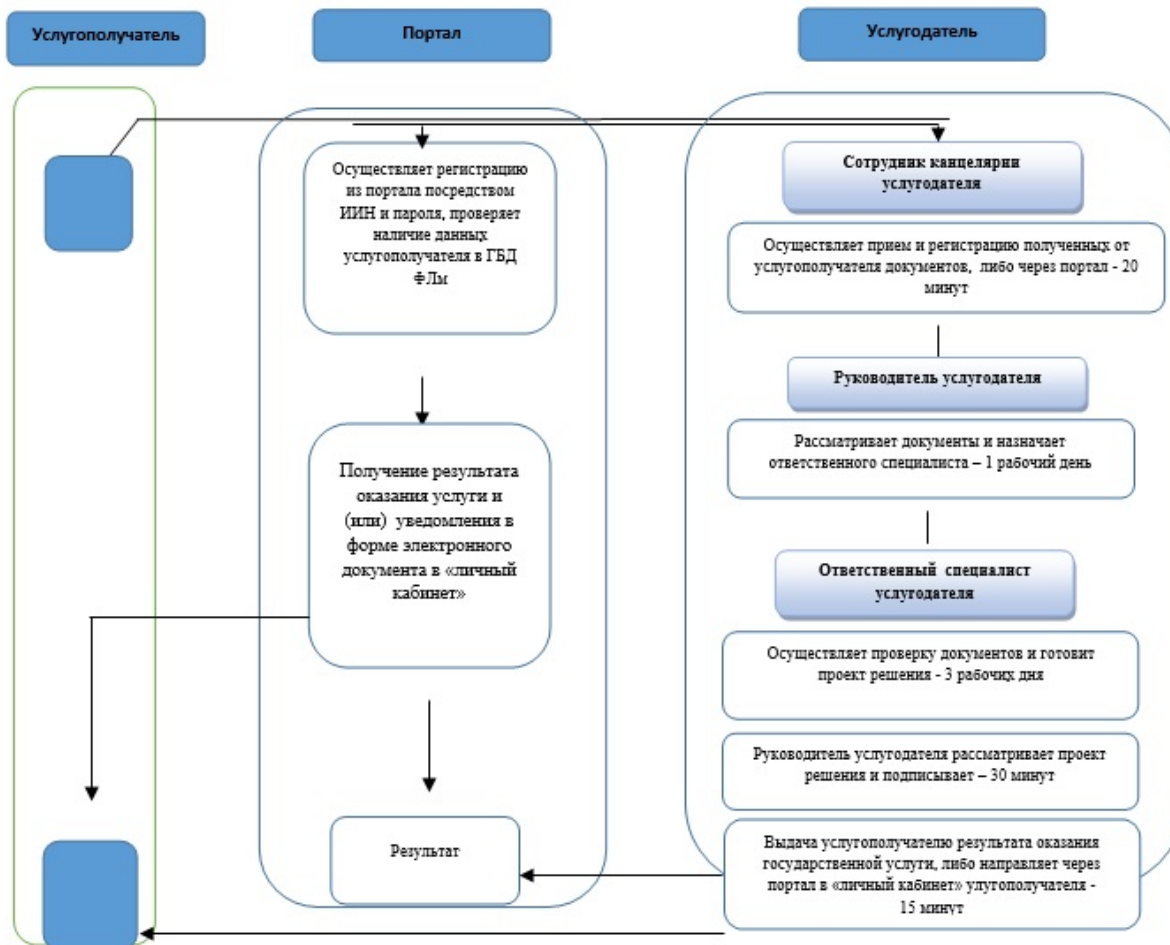 Услугополучатель
Портал
Услугодатель
Осуществляет регистрацию
из портала посредством
ИИН и пароля, проверяет
наличие данных
услугополучателя в ГБД
ФЛм
Получение результата
оказания услуги и
(или) уведомления в
форме электронного
документа в «личный
кабинет»
Результат
Сотрудник канцелярии
услугодателя
Осуществляет прием и регистрацию полученных от
услугополучателя документов, либо через портал - 20
минут
Руководитель услугодателя
Рассматривает документы и назначает
ответственного специалиста – 1 рабочий день
Ответственный специалист
услугодателя
Осуществляет проверку документов и готовит
проект решения - 3 рабочих дня
Руководитель услугодателя рассматривает проект
решения и подписывает – 30 минут
Выдача услугополучателю результата оказания
государственной услуги, либо направляет через
портал в «личный кабинет» улугополучателя -
15 минут